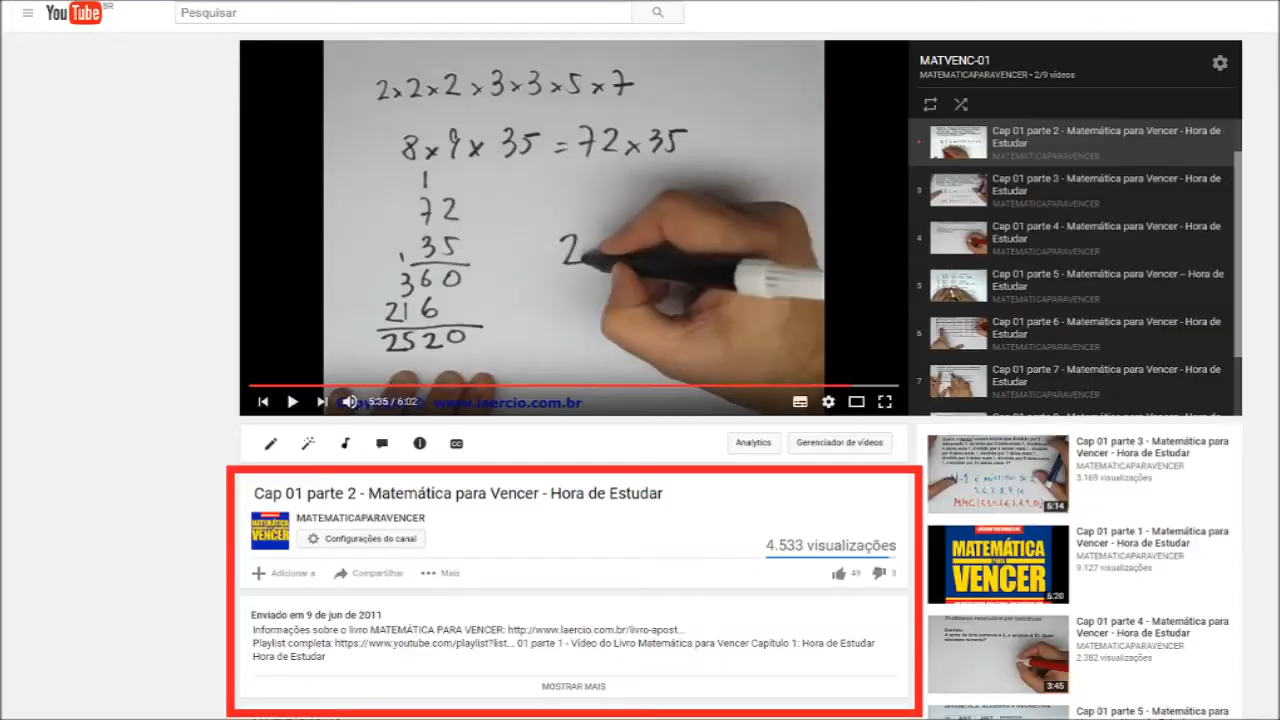 YouTube BR
Pesquisar
2×2×2×3×3×5×7
8×9×35=72×35
1
72
35
360
216
2520
2
www.laercio.com.br
5:35 / 6:02
MATVENC-01
MATEMATICAPARAVENCER • 2/9 vídeos
Cap 01 parte 2 - Matemática para Vencer - Hora de
Estudar
MATEMATICAPARAVENCER
3
Cap 01 parte 3 - Matemática para Vencer - Hora de
Estudar
MATEMATICAPARAVENCER
4
Cap 01 parte 4 - Matemática para Vencer - Hora de
Estudar
MATEMATICAPARAVENCER
5
Cap 01 parte 5 - Matemática para Vencer – Hora de
Estudar
MATEMATICAPARAVENCER
6
Cap 01 parte 6 - Matemática para Vencer - Hora de
Estudar
MATEMATICAPARAVENCER
7
Cap 01 parte 7 - Matemática para Vencer - Hora de
Estudar
MATEMATICAPARAVENCER
CC
Analytics
Gerenciador de vídeos
Cap 01 parte 2 - Matemática para Vencer - Hora de Estudar
MATEMÁTICA
PARA
VENCER
MATEMATICAPARAVENCER
Configurações do canal
4.533 visualizações
Adicionar a
Compartilhar
Mais
49
3
Enviado em 9 de jun de 2011
Informações sobre o livro MATEMÁTICA PARA VENCER: http://www.laercio.com.br/livro-apost...
Playlist completa: https://www.youtube.com/playlist?list... 01 parte 1 - Vídeo do Livro Matemática para Vencer Capítulo 1: Hora de Estudar
Hora de Estudar
MOSTRAR MAIS
6:14
Cap 01 parte 3 - Matemática para
Vencer - Hora de Estudar
MATEMATICAPARAVENCER
3.169 visualizações
MATEMÁTICA
PARA
VENCER
6:20
Cap 01 parte 1 - Matemática para
Vencer - Hora de Estudar
MATEMATICAPARAVENCER
9.127 visualizações
3:45
Cap 01 parte 4 - Matemática para
Vencer - Hora de Estudar
MATEMATICAPARAVENCER
2.382 visualizações
Cap 01 parte 5 - Matemática para